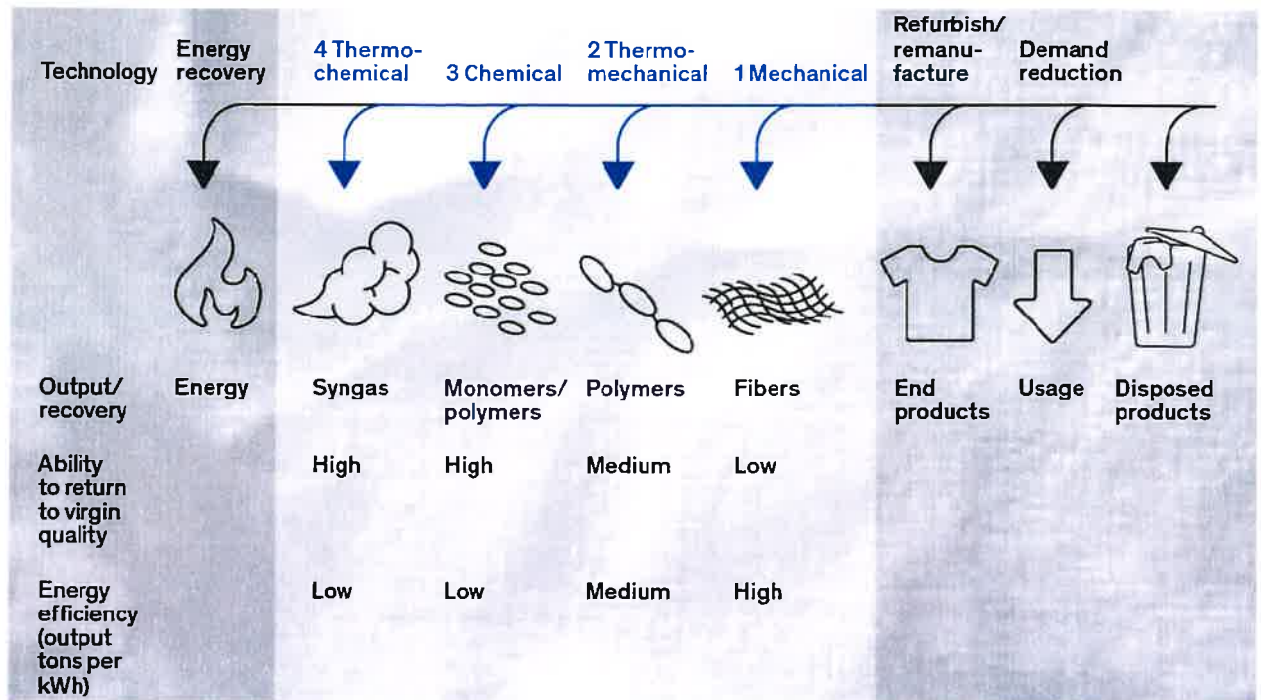 Technology
Energy
recovery
4 Thermo-
chemical
3 Chemical
2 Thermo-
mechanical
1 Mechanical
Refurbish/
remanu-
facture
Demand
reduction
Output/
recovery
Energy
Syngas
Monomers/
polymers
Polymers
Fibers
End
products
Usage
Disposed
products
Ability
to return
to virgin
quality
High
High
Medium
Low
Energy
efficiency
(output
tons per
kWh)
Low
Low
Medium
High